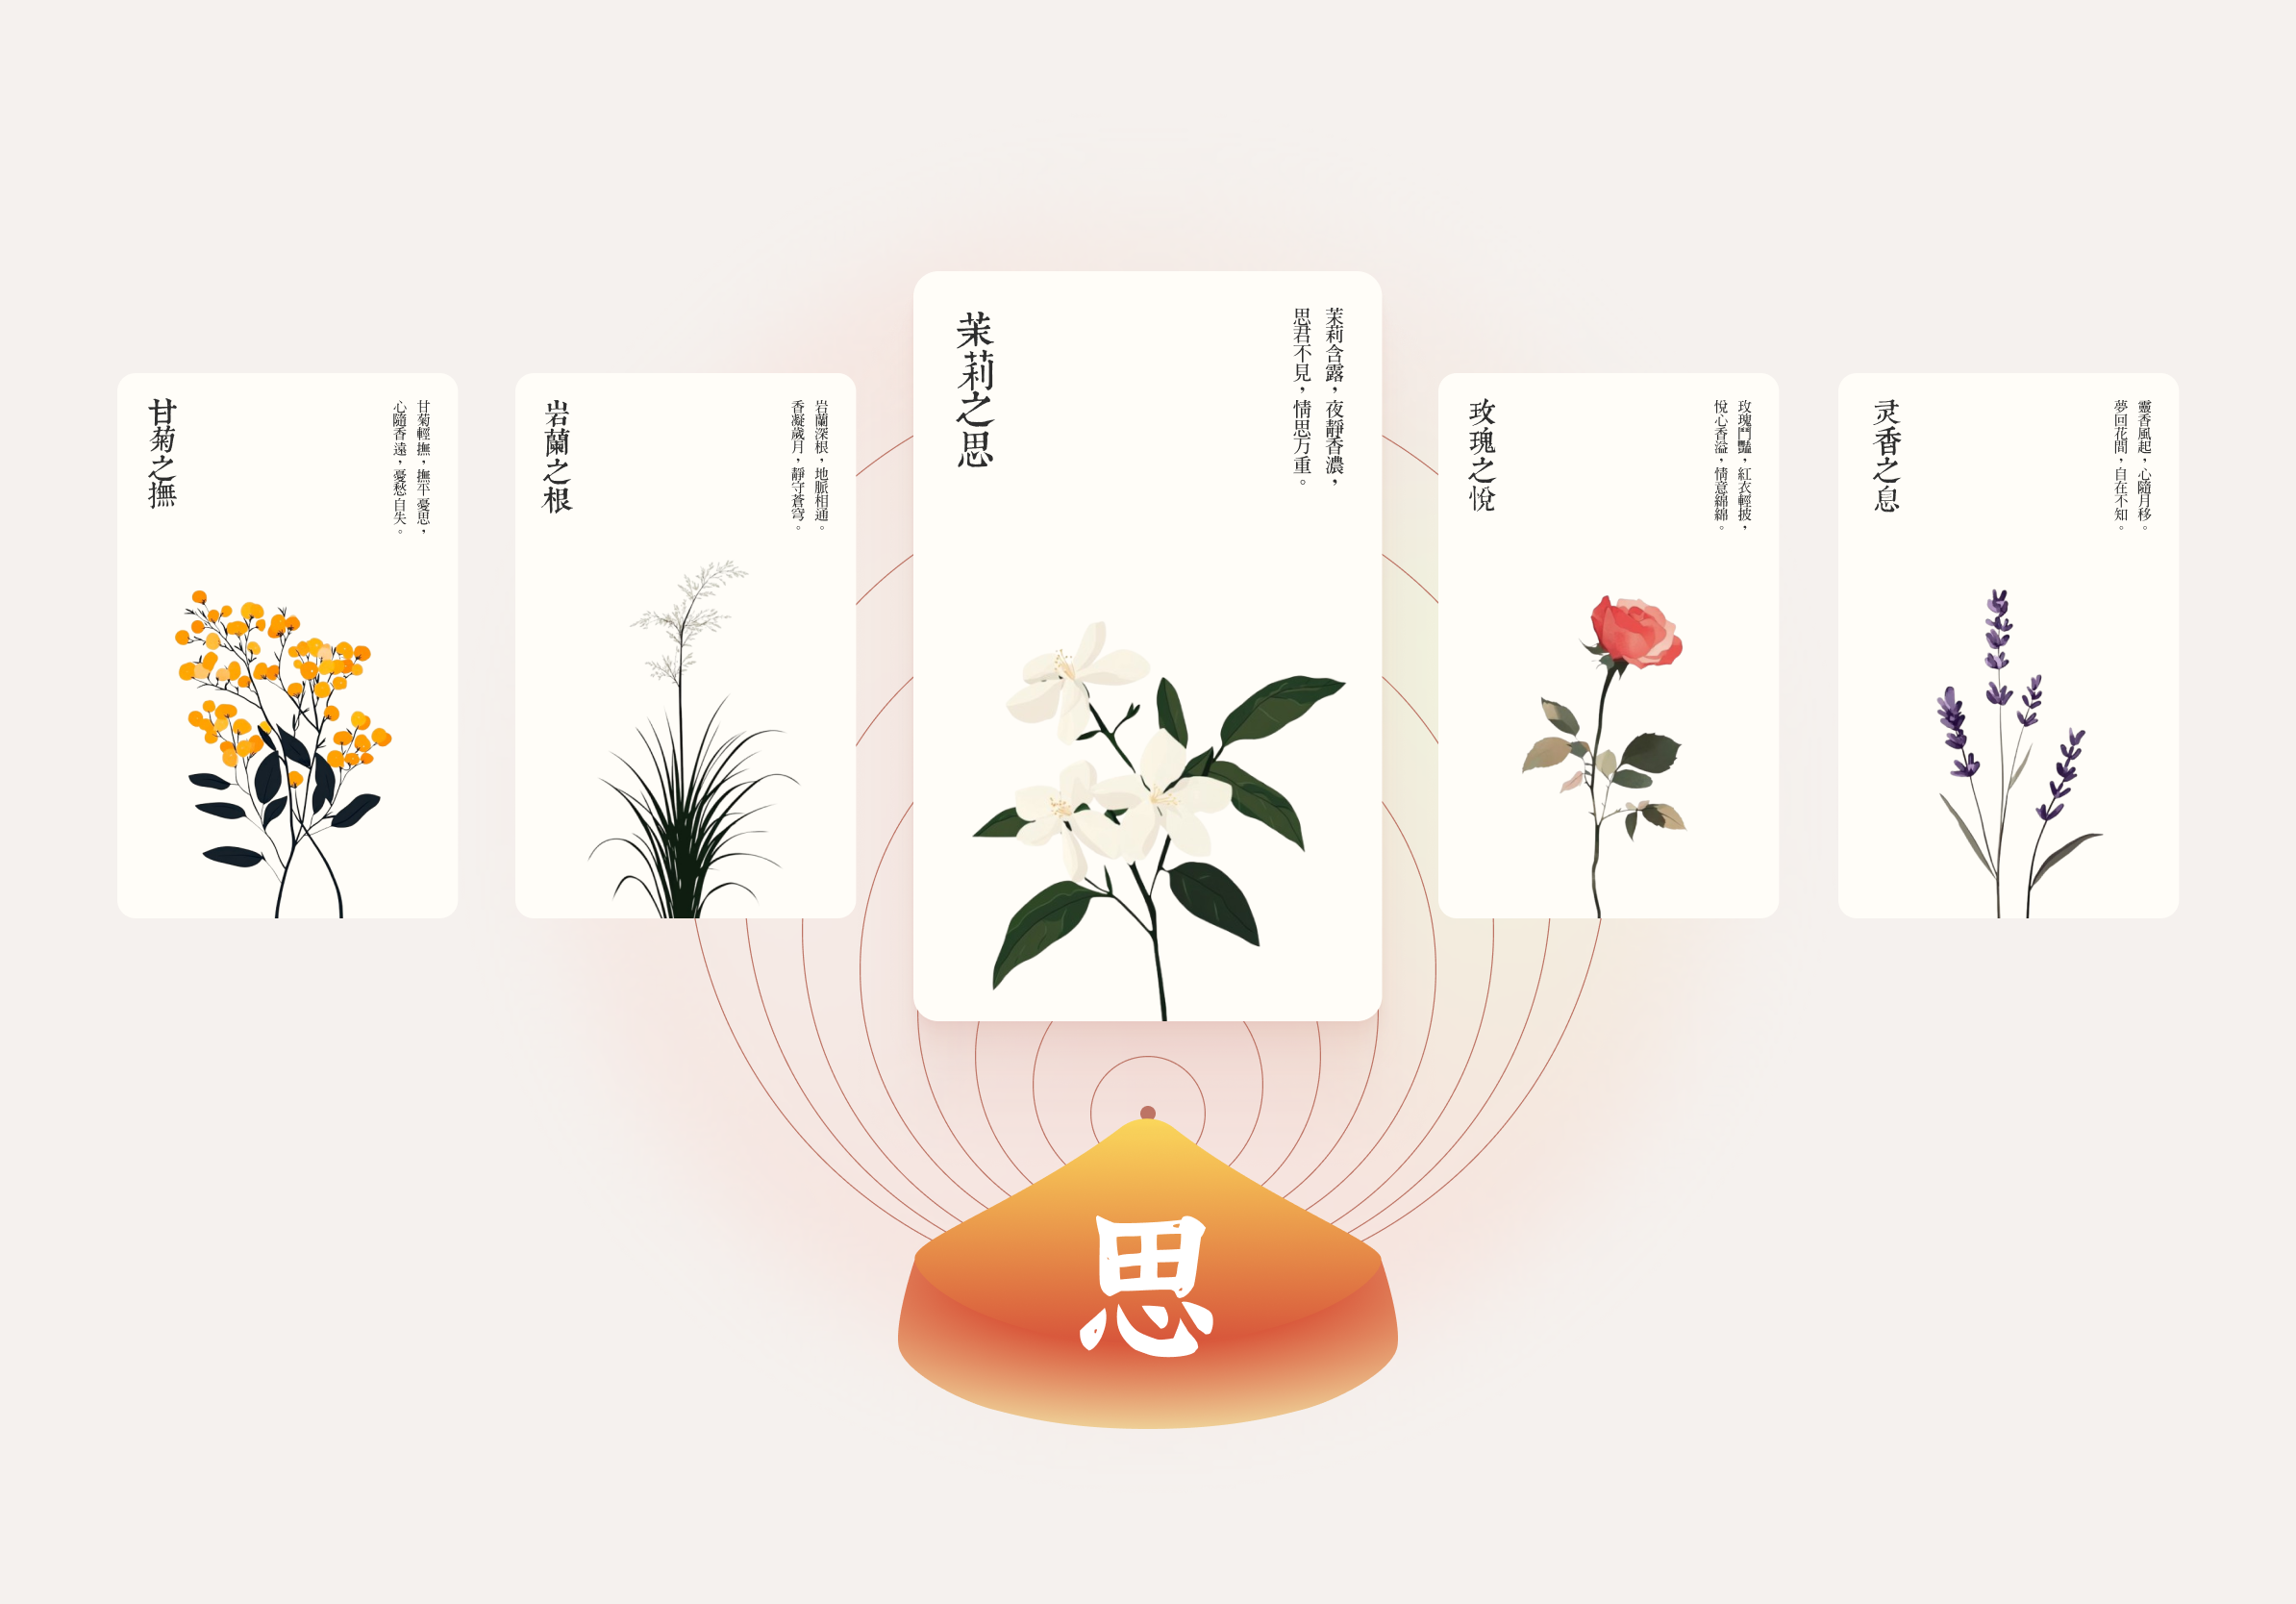 甘菊之撫
甘菊輕撫，撫平憂思，
心隨香遠，憂愁自失。
岩蘭之根
岩蘭深根，地脈相通。
香凝歲月，靜守蒼穹。
茉莉之思
茉莉含露，夜靜香濃，
思君不見，情思万重。
玫瑰之悅
玫瑰鬥豔，紅衣輕披，
悅心香溢，情意綿綿。
灵香之息
靈香風起，心隨月移。
夢回花間，自在不知。
思